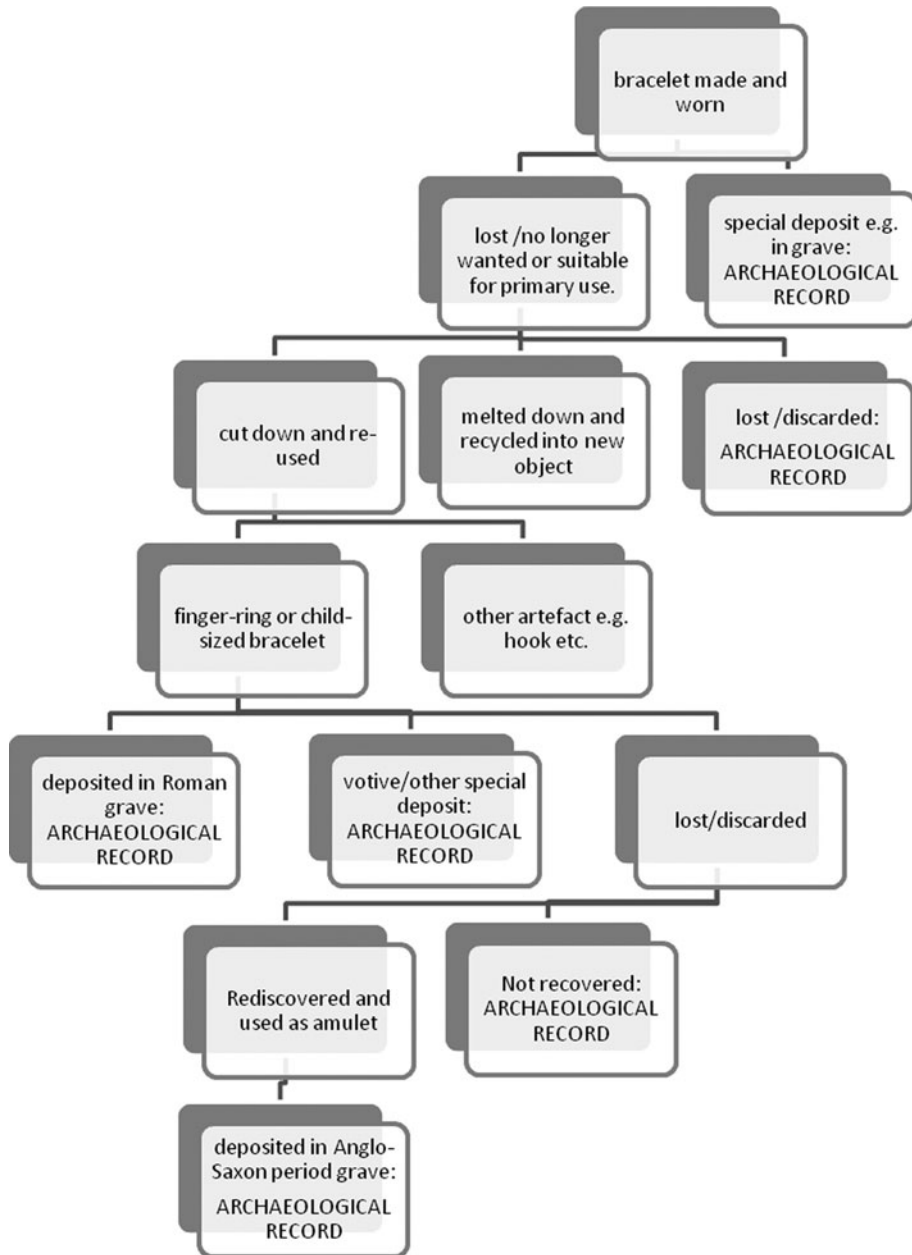 bracelet made and
worn
lost /no longer
wanted or suitable
for primary use.
special deposit e.g.
in grave:
ARCHAEOLOGICAL
RECORD
cut down and re-
used
melted down and
recycled into new
object
lost /discarded:
ARCHAEOLOGICAL
RECORD
finger-ring or child-
sized bracelet
other artefact e.g.
hook etc.
deposited in Roman
grave:
ARCHAEOLOGICAL
RECORD
votive/other special
deposit:
ARCHAEOLOGICAL
RECORD
lost/discarded
Rediscovered and
used as amulet
Not recovered:
ARCHAEOLOGICAL
RECORD
deposited in Anglo-
Saxon period grave:
ARCHAEOLOGICAL
RECORD